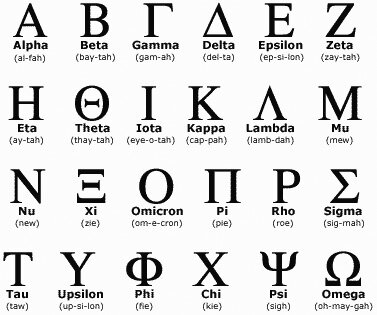 Α Β Γ Δ Ε Ζ
Alpha Beta Gamma Delta Epsilon Zeta
(al-fah) (bay-tah) (gam-ah) (del-ta) (ep-si-lon) (zay-tah)
Η Θ Ι Κ Λ Μ
Eta Theta Iota Kappa Lambda Mu
(ay-tah) (thay-tah) (eye-o-tah) (cap-pah) (lamb-dah) (mew)
Ν Ξ Ο Π Ρ Σ
Nu Xi Omicron Pi Rho Sigma
(new) (zie) (om-e-cron) (pie) (roe) (sig-mah)
Τ Υ Φ Χ Ψ Ω
Tau Upsilon Phi Chi Psi Omega
(taw) (up-si-lon) (fie) (kie) (sigh) (oh-may-gah)